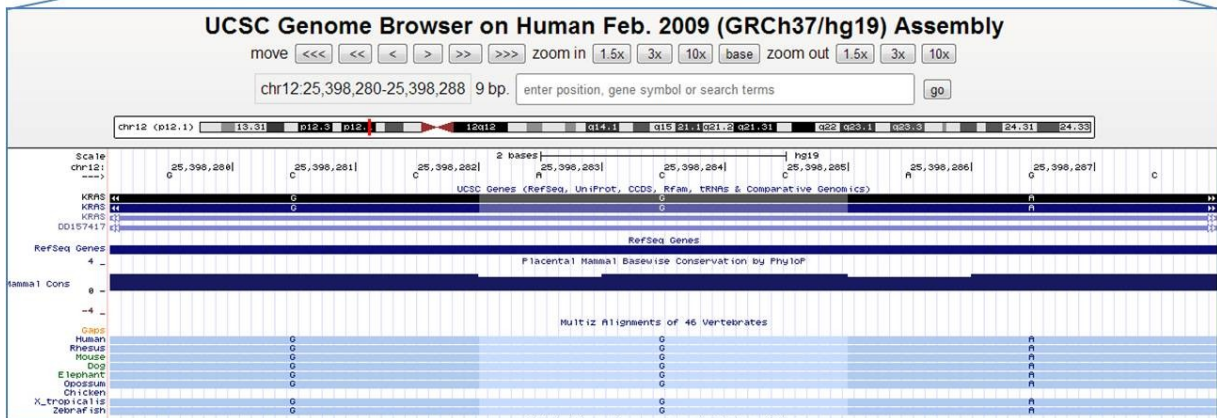 UCSC Genome Browser on Human Feb. 2009 (GRCh37/hg19) Assembly
move <<< << < > >> >>> zoom in 1.5x 3x 10x base zoom out 1.5x 3x 10x
chr12:25,398,280-25,398,288 9 bp. enter position, gene symbol or search terms go
chr12 (p12.1) 13.31 p12.3 12q12 q14.1 q15 21.1 q21.2 q21.31 q22 q23.1 q23.3 24.31 24.33
Scale 2 bases hg19
chr12: 25,398,280 25,398,281 25,398,282 25,398,283 25,398,284 25,398,285 25,398,286 25,398,287
---> G C C A C C A G C
UCSC Genes (RefSeq, UniProt, CCDS, Rfam, tRNAs & Comparative Genomics)
KRAS G G A
KRAS G G A
KRAS
DD157417
RefSeq Genes
RefSeq Genes
4 _ Placental Mammal Basewise Conservation by PhyloP
Mammal Cons
0 -
-4 _
Multiz Alignments of 46 Vertebrates
Gaps
Human G G A
Rhesus G G A
Mouse G G A
Dog G G A
Elephant G G A
Opossum G G A
Chicken
X_tropicalis G G A
Zebrafish G G A